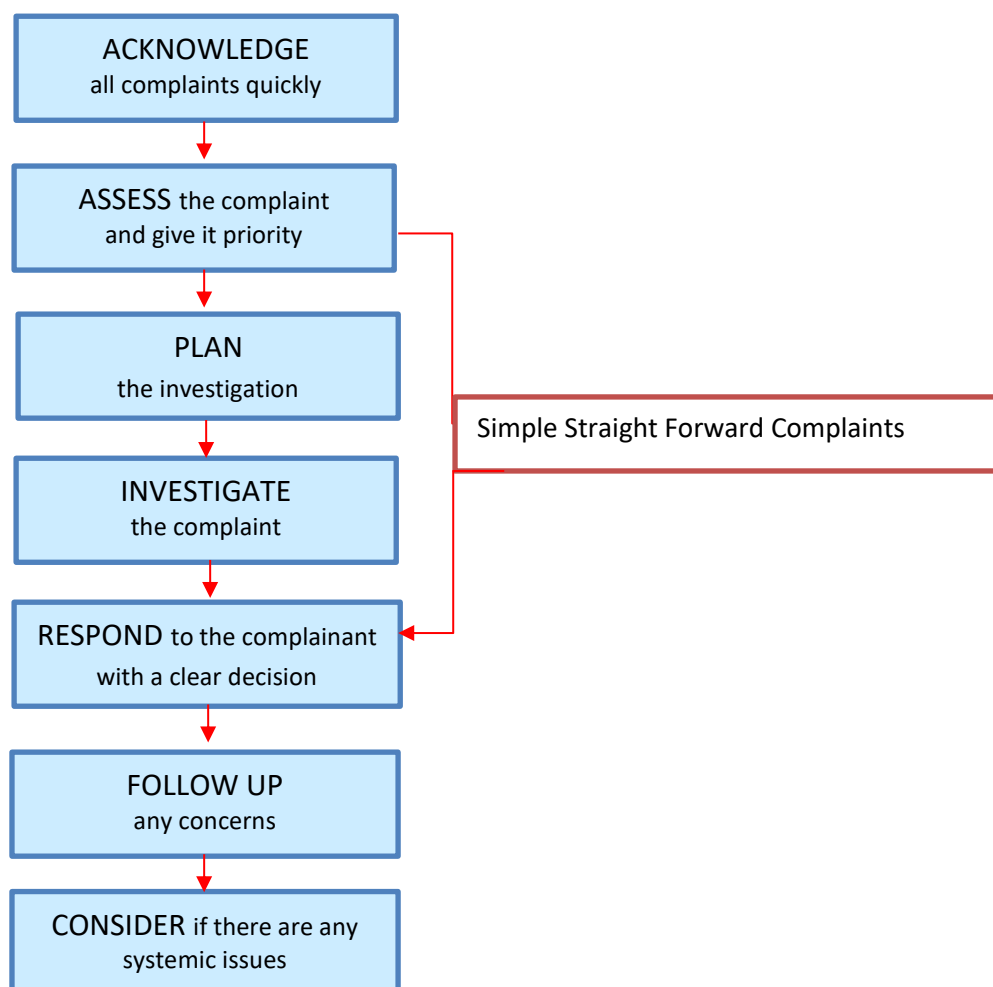 ACKNOWLEDGE
all complaints quickly
ASSESS the complaint
and give it priority
PLAN
the investigation
Simple Straight Forward Complaints
INVESTIGATE
the complaint
RESPOND to the complainant
with a clear decision
FOLLOW UP
any concerns
CONSIDER if there are any
systemic issues